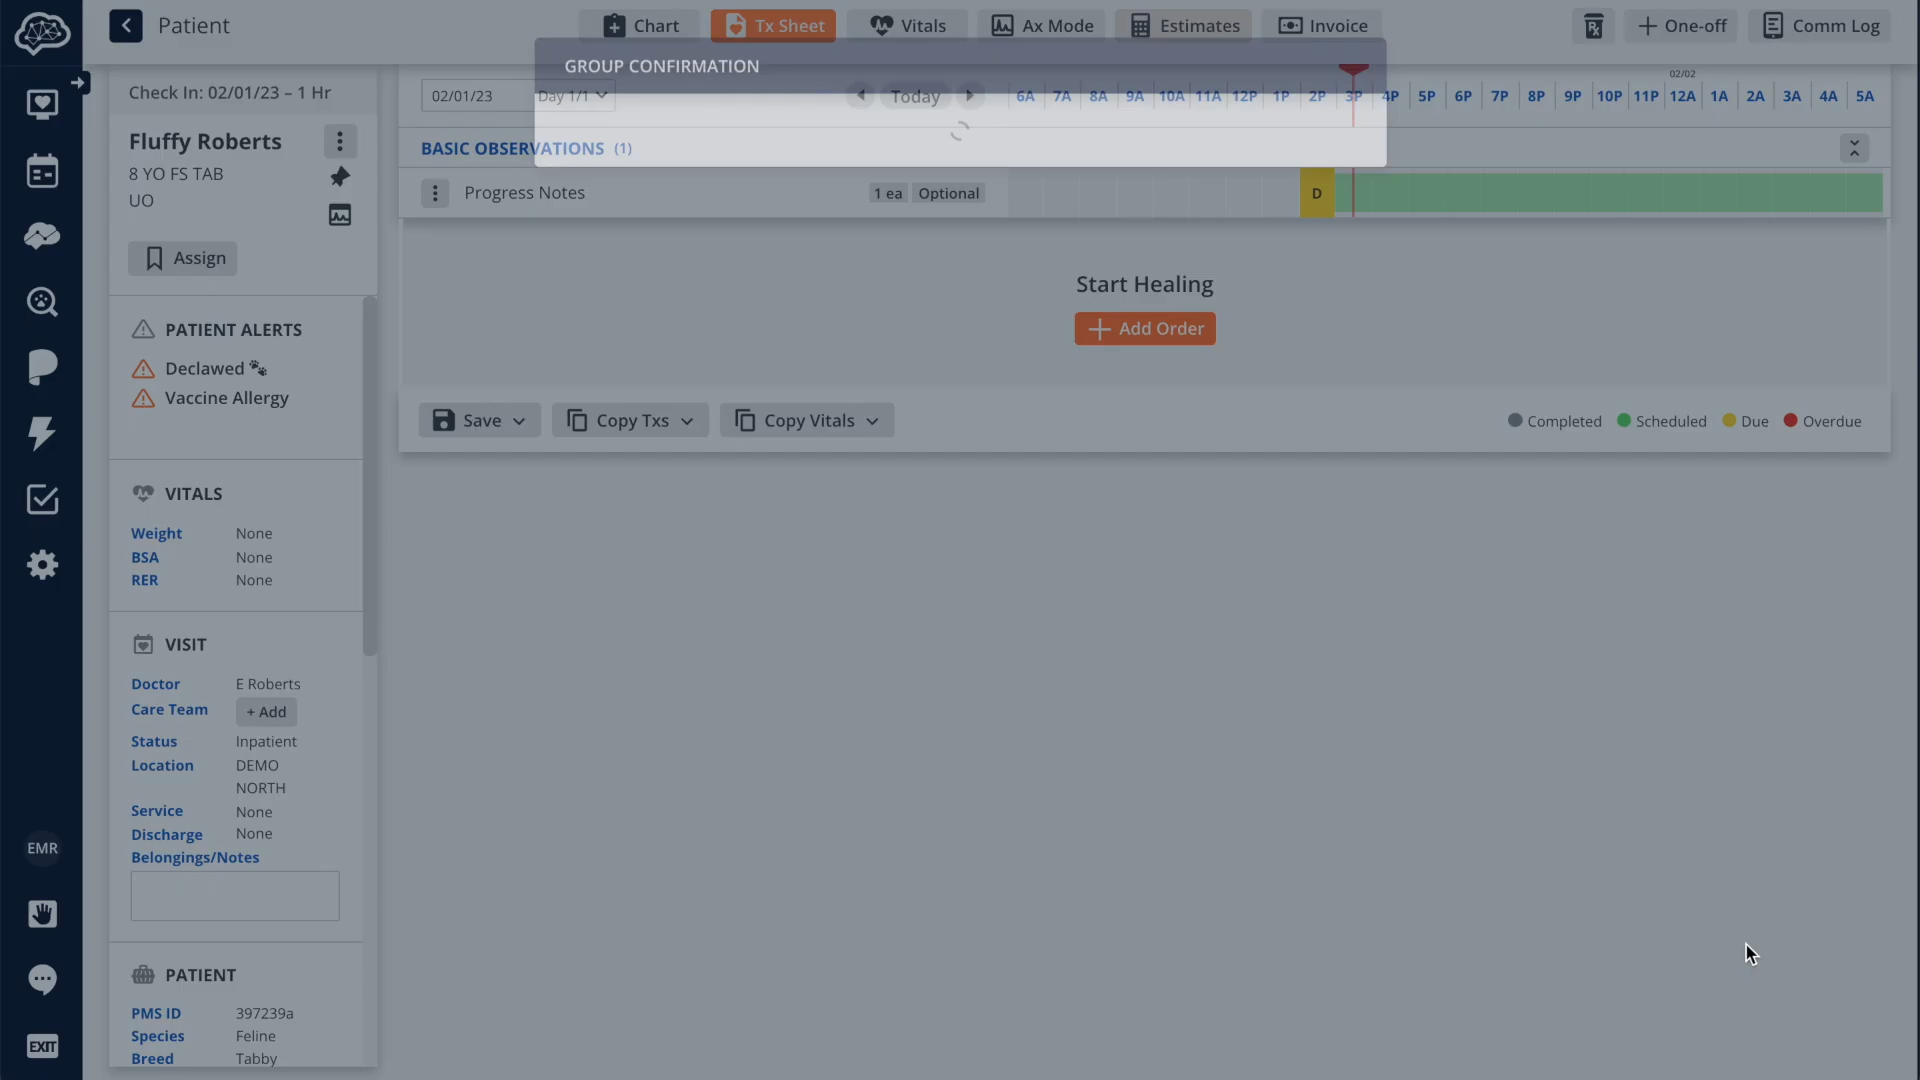 Patient
Chart
Tx Sheet
Vitals
Ax Mode
Estimates
Invoice
One-off
Comm Log
GROUP CONFIRMATION
Check In: 02/01/23 – 1 Hr
Fluffy Roberts
8 YO FS TAB
UO
Assign
02/01/23
Day 1/1
Today
02/02
6A 7A 8A 9A 10A 11A 12P 1P 2P 3P 4P 5P 6P 7P 8P 9P 10P 11P 12A 1A 2A 3A 4A 5A
BASIC OBSERVATIONS (1)
Progress Notes
1 ea
Optional
D
Start Healing
Add Order
Save
Copy Txs
Copy Vitals
Completed
Scheduled
Due
Overdue
PATIENT ALERTS
Declawed
Vaccine Allergy
VITALS
Weight None
BSA None
RER None
VISIT
Doctor E Roberts
Care Team + Add
Status Inpatient
Location DEMO
NORTH
Service None
Discharge None
Belongings/Notes
PATIENT
PMS ID 397239a
Species Feline
Breed Tabby
EMR
EXIT